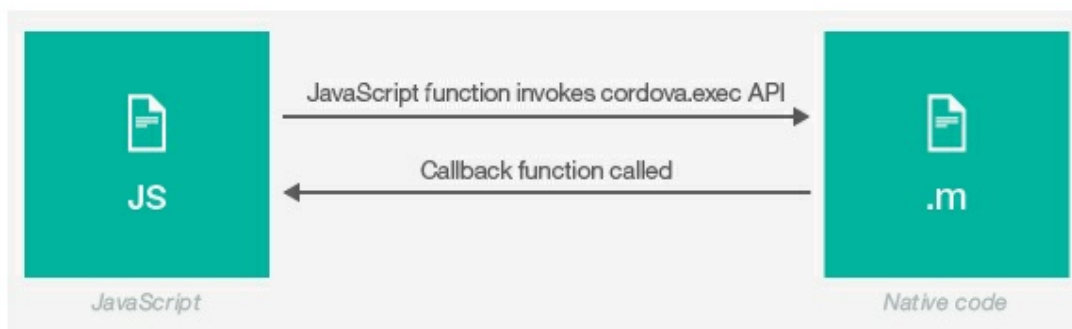 JavaScript function invokes cordova.exec API
Callback function called
JS
.m
JavaScript
Native code